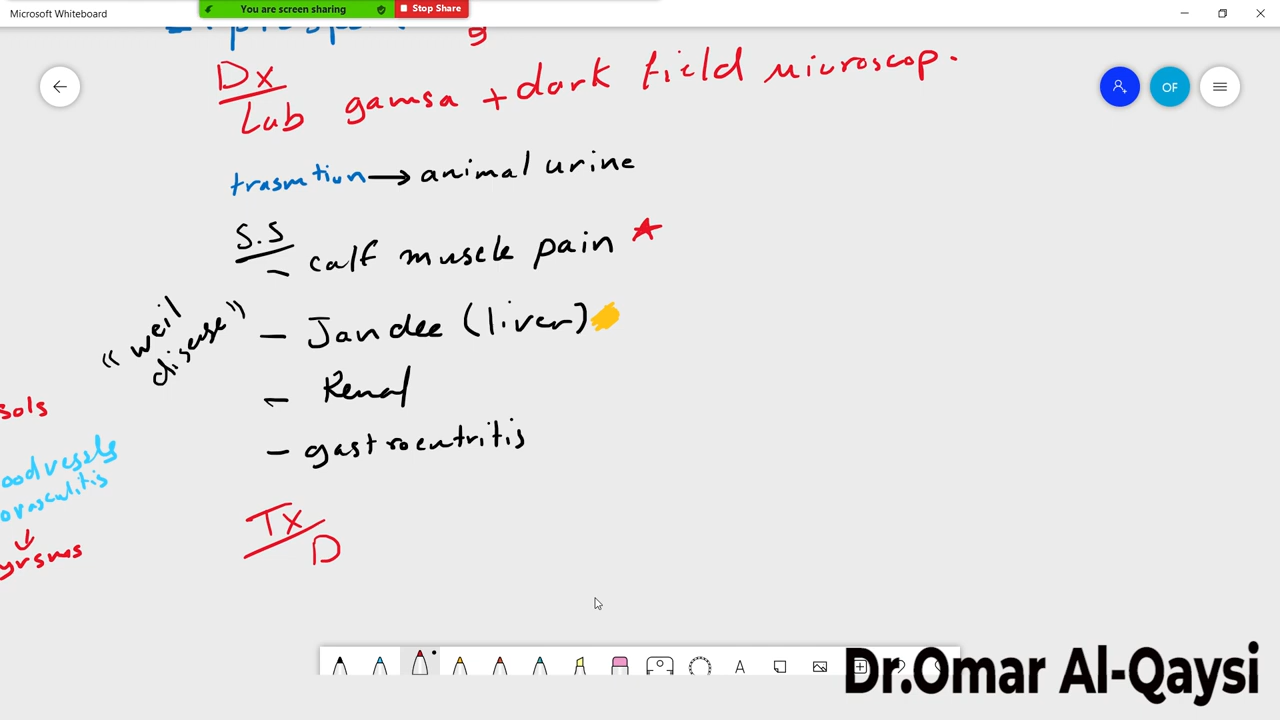 Microsoft Whiteboard
You are screen sharing
Stop Share
Dx
Lab gamsa + dark field microscop.
OF
trasmtion → animal urine
S.S
- calf muscle pain
"weil disease"
- Jandee (liver)
- Renal
- gastroentritis
sols
Tx
D
Dr.Omar Al-Qaysi